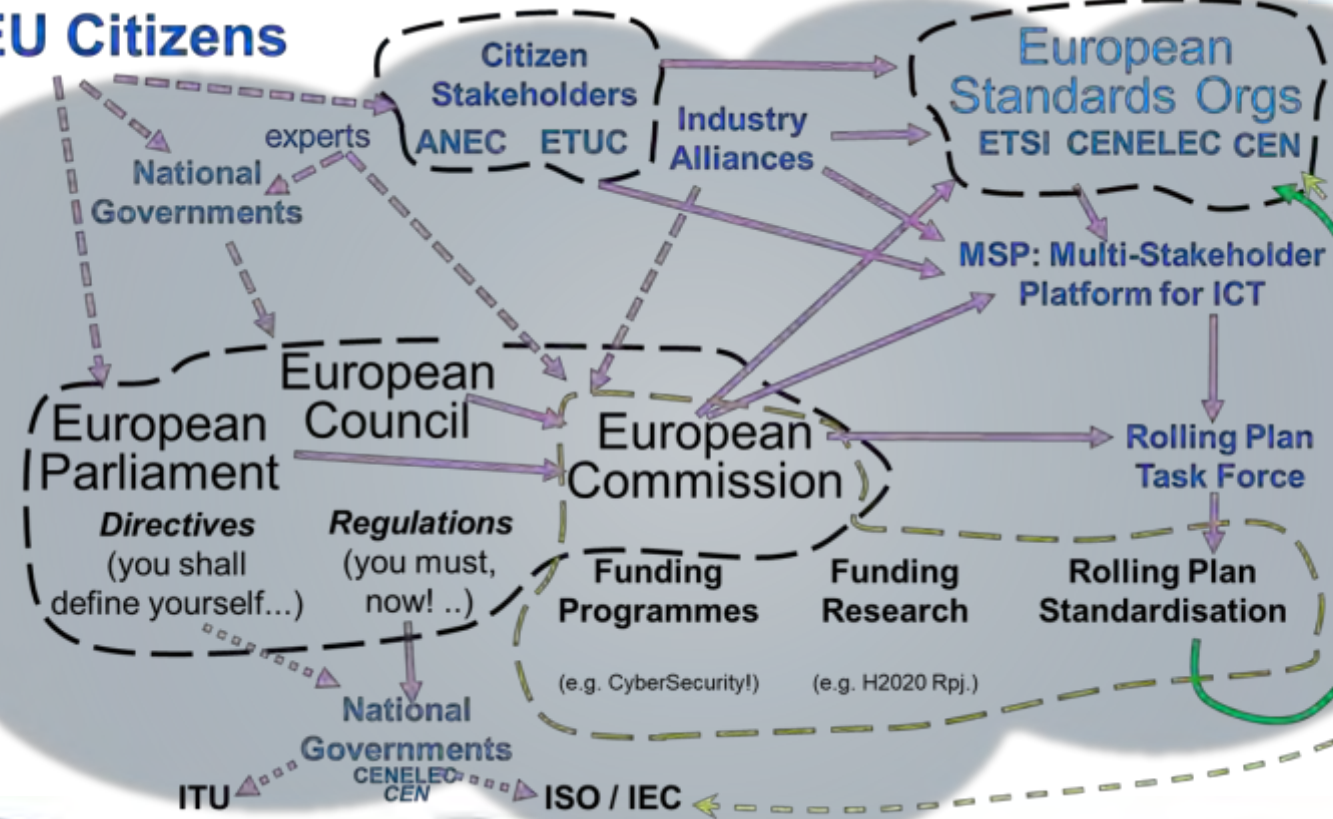 EU Citizens
Citizen
Stakeholders
ANEC ETUC
European
Standards Orgs
ETSI CENELEC CEN
Industry
Alliances
experts
National
Governments
MSP: Multi-Stakeholder
Platform for ICT
European
Council
European
Parliament
European
Commission
Rolling Plan
Task Force
Directives
(you shall
define yourself...)
Regulations
(you must,
now! ..)
Funding
Programmes
(e.g. CyberSecurity!)
Funding
Research
(e.g. H2020 Rpj.)
Rolling Plan
Standardisation
National
Governments
CENELEC
CEN
ITU
ISO / IEC